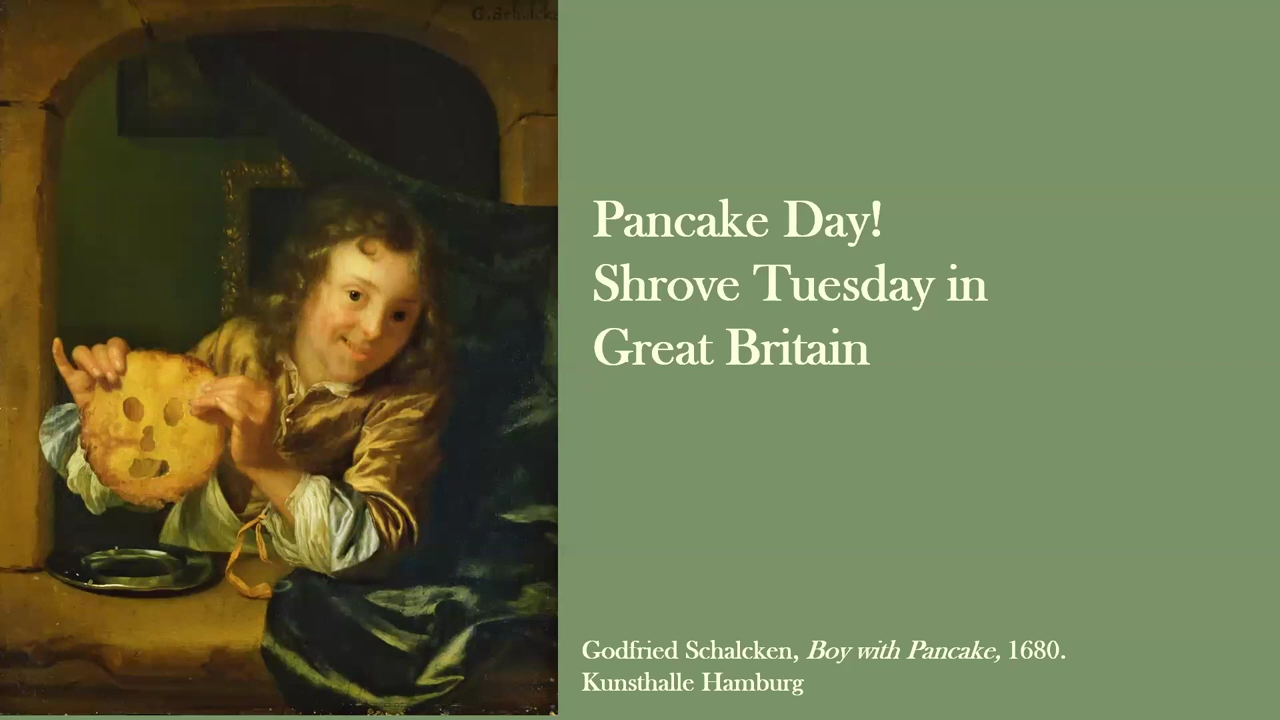 Pancake Day!
Shrove Tuesday in
Great Britain
Godfried Schalcken, Boy with Pancake, 1680.
Kunsthalle Hamburg